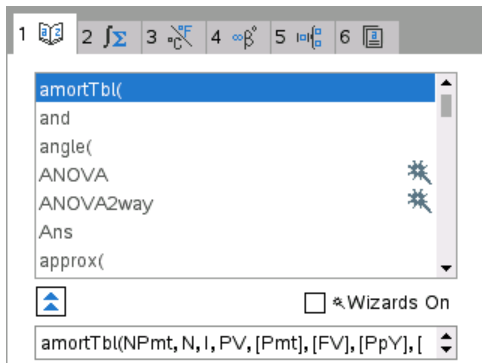 1 2 ∫Σ 3 °C °F 4 ∞β° 5 6
amortTbl(
and
angle(
ANOVA
ANOVA2way
Ans
approx(
Wizards On
amortTbl(NPmt,N,I,PV,[Pmt],[FV],[PpY],[